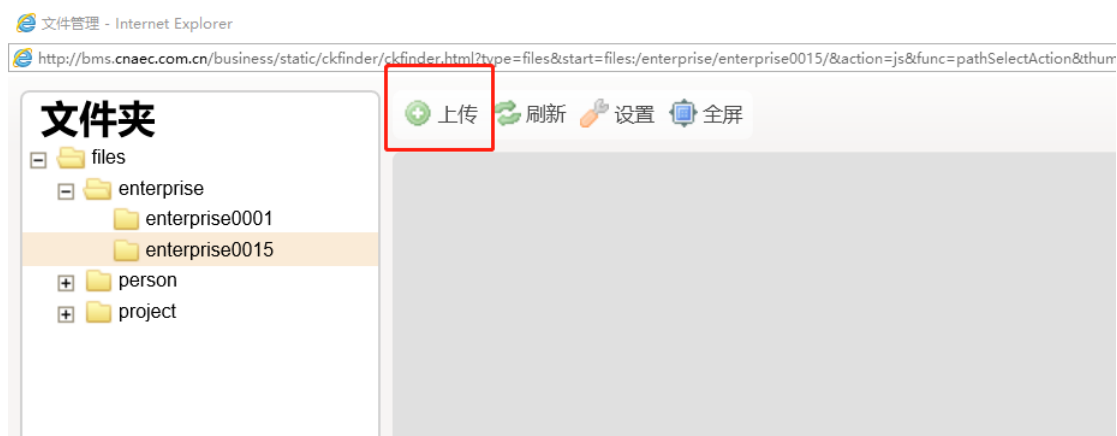 文件管理 - Internet Explorer
http://bms.cnaec.com.cn/business/static/ckfinder/ckfinder.html?type=files&start=files:/enterprise/enterprise0015/&action=js&func=pathSelectAction&thum
文件夹
上传 刷新 设置 全屏
files
enterprise
enterprise0001
enterprise0015
person
project